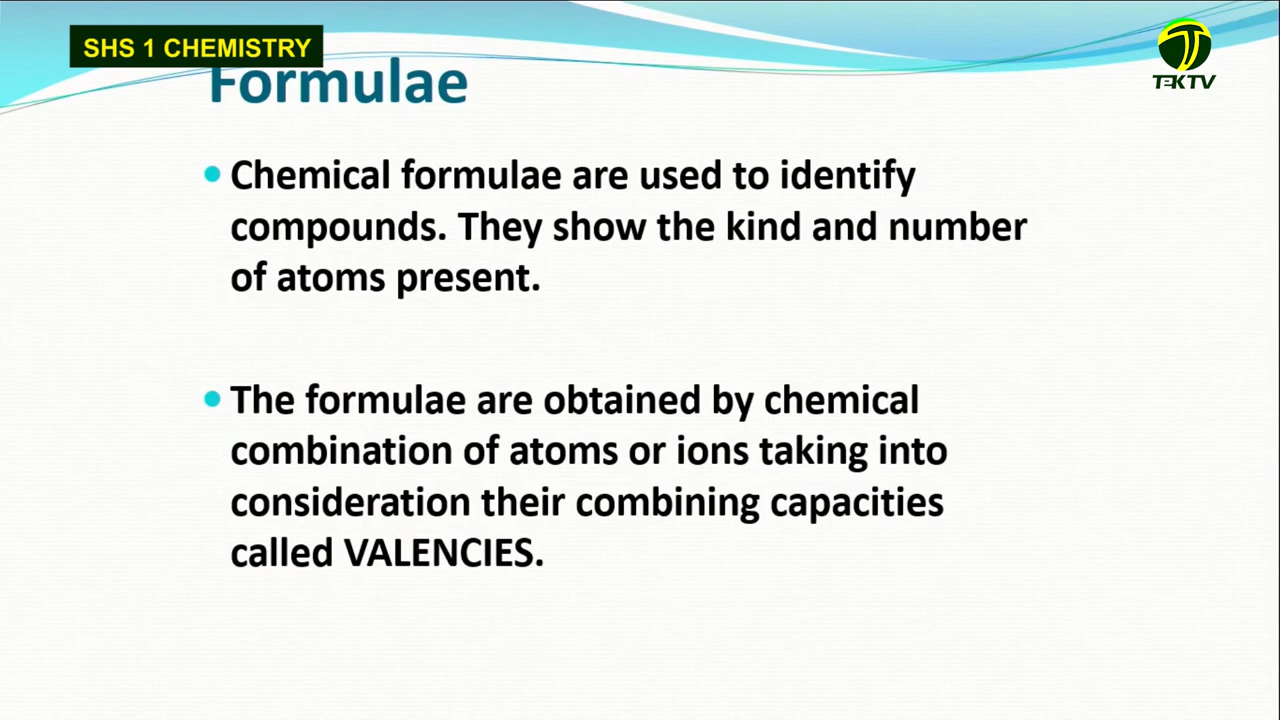 SHS 1 CHEMISTRY
TEKTV
Formulae
Chemical formulae are used to identify
compounds. They show the kind and number
of atoms present.
The formulae are obtained by chemical
combination of atoms or ions taking into
consideration their combining capacities
called VALENCIES.